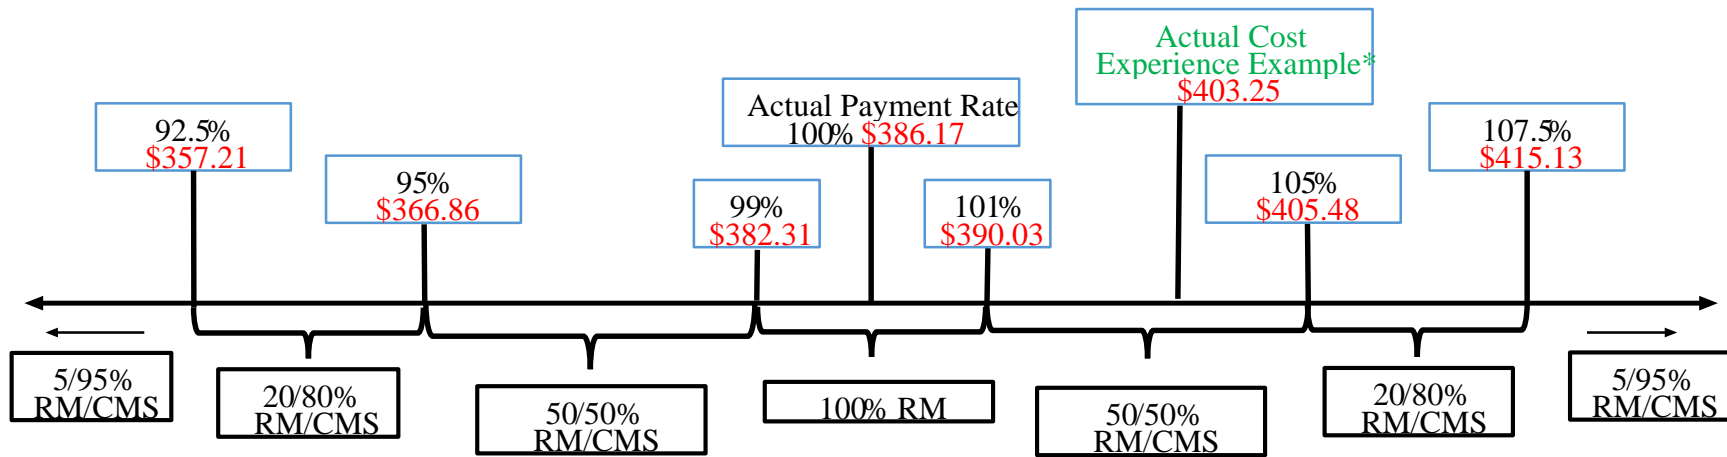 92.5%
$357.21
95%
$366.86
99%
$382.31
Actual Payment Rate
100% $386.17
101%
$390.03
Actual Cost
Experience Example*
$403.25
105%
$405.48
107.5%
$415.13
5/95%
RM/CMS
20/80%
RM/CMS
50/50%
RM/CMS
100% RM
50/50%
RM/CMS
20/80%
RM/CMS
5/95%
RM/CMS